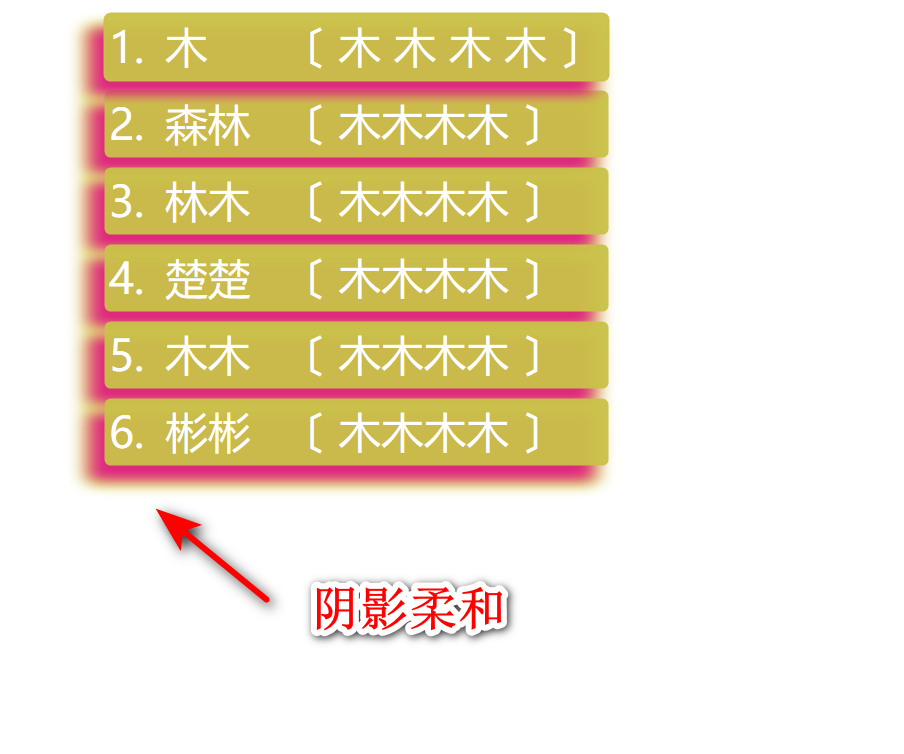 1. 木 〔 木 木 木 木 〕
2. 森林 〔 木木木木 〕
3. 林木 〔 木木木木 〕
4. 楚楚 〔 木木木木 〕
5. 木木 〔 木木木木 〕
6. 彬彬 〔 木木木木 〕
阴影柔和